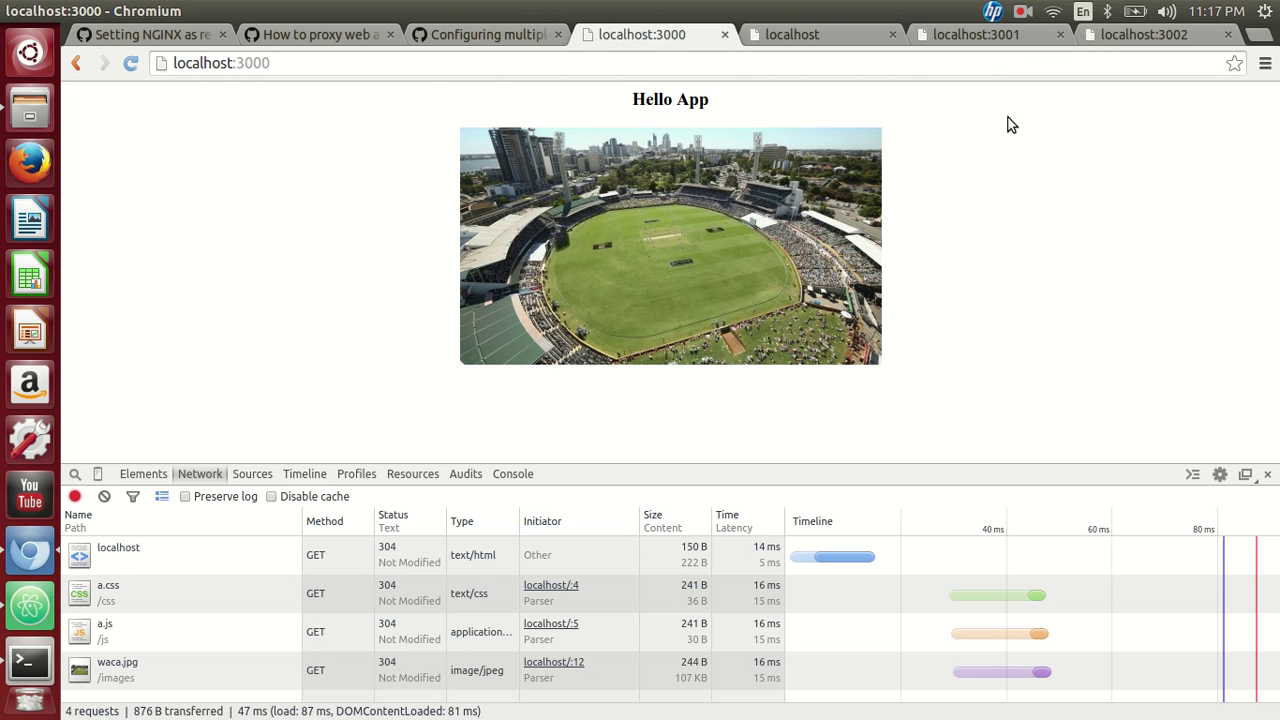 localhost:3000 - Chromium
En
11:17 PM
Setting NGINX as re
How to proxy web a
Configuring multipl
localhost:3000
localhost
localhost:3001
localhost:3002
localhost:3000
Hello App
Elements Network Sources Timeline Profiles Resources Audits Console
Preserve log Disable cache
Name Method Status Type Initiator Size Time Timeline
Path Text Content Latency
40 ms 60 ms 80 ms
localhost GET 304 text/html Other 150 B 14 ms
Not Modified 222 B 5 ms
a.css GET 304 text/css localhost/:4 241 B 16 ms
/css Not Modified Parser 36 B 15 ms
a.js GET 304 application… localhost/:5 241 B 16 ms
/js Not Modified Parser 30 B 15 ms
waca.jpg GET 304 image/jpeg localhost/:12 244 B 16 ms
/images Not Modified Parser 107 KB 15 ms
4 requests | 876 B transferred | 47 ms (load: 87 ms, DOMContentLoaded: 81 ms)
hp
a
You
Tube
CSS
JS